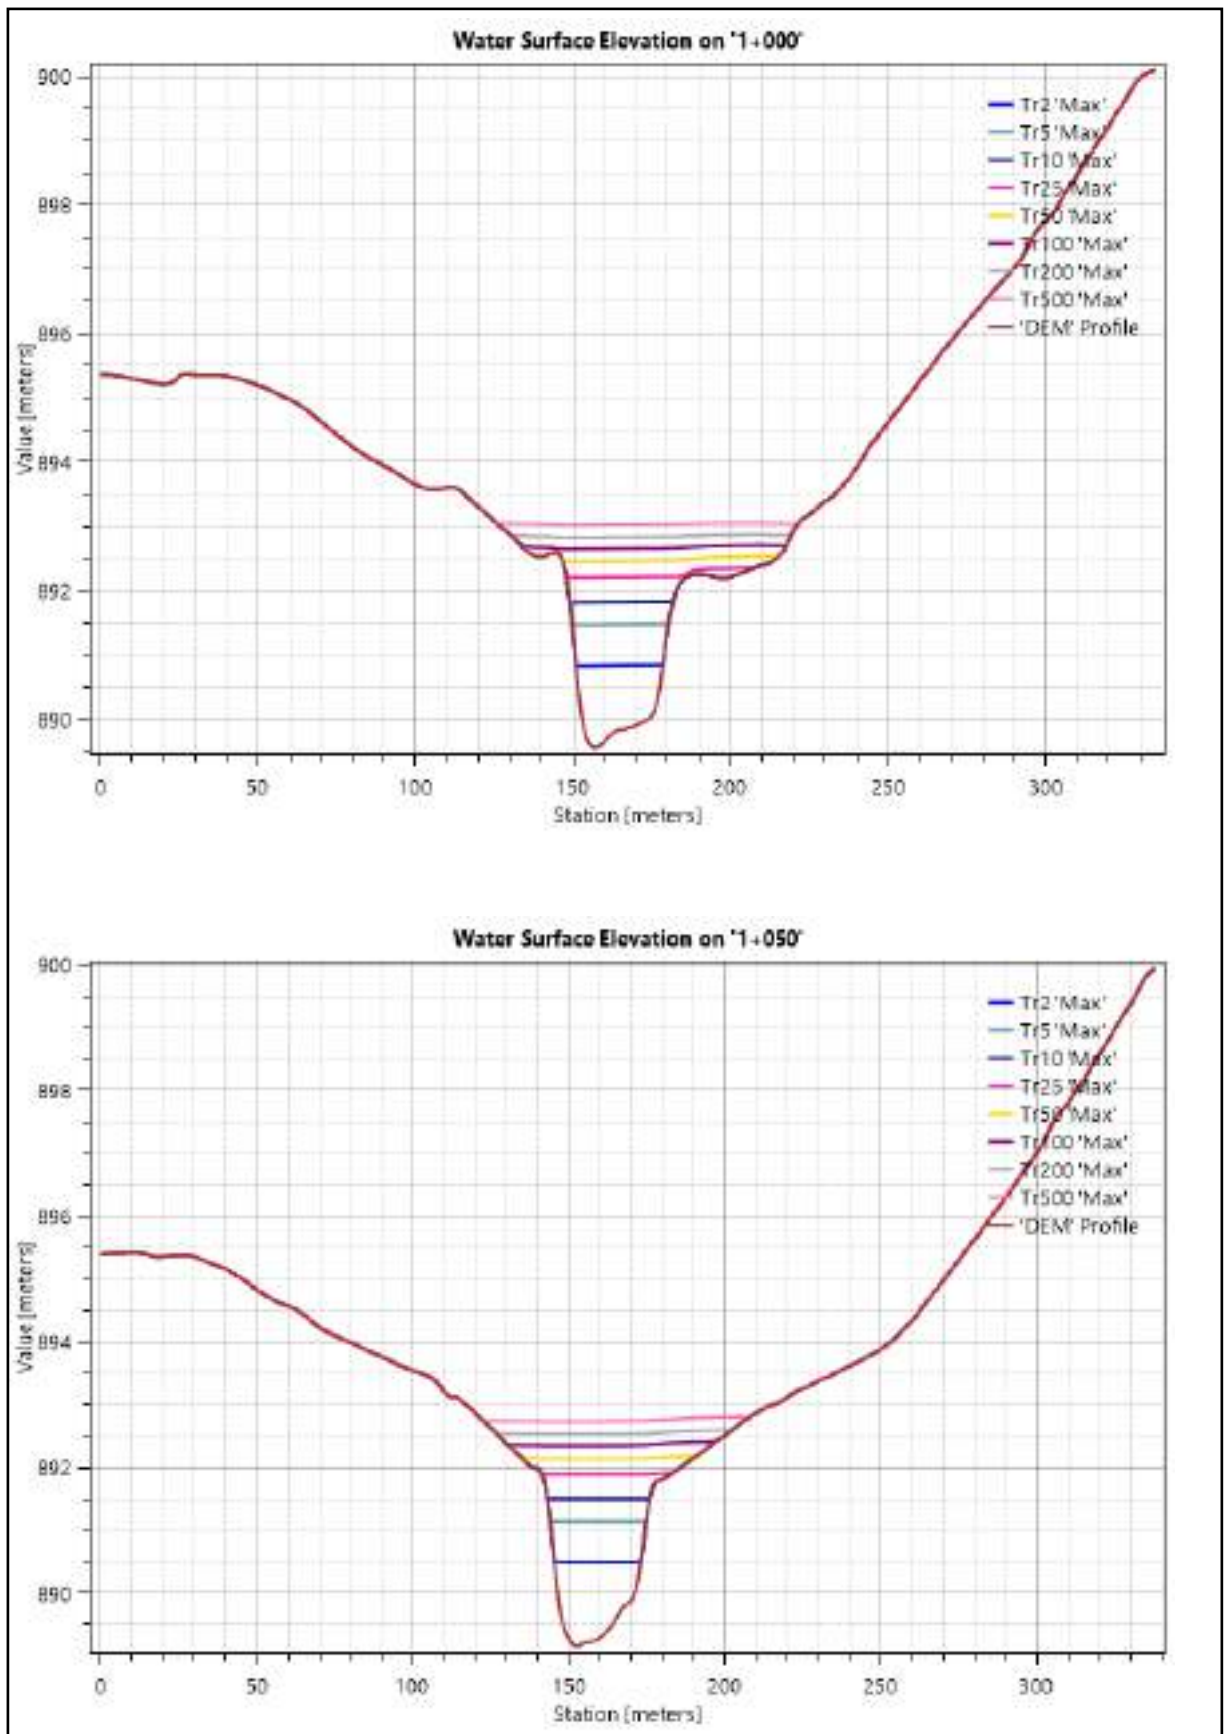 Water Surface Elevation on '1+000'
900
898
896
894
892
890
Value [meters]
Tr2 'Max'
Tr5 'Max'
Tr10 'Max'
Tr25 'Max'
Tr50 'Max'
Tr100 'Max'
Tr200 'Max'
Tr500 'Max'
'DEM' Profile
0 50 100 150 200 250 300
Station [meters]
Water Surface Elevation on '1+050'
900
898
896
894
892
890
Value [meters]
Tr2 'Max'
Tr5 'Max'
Tr10 'Max'
Tr25 'Max'
Tr50 'Max'
Tr100 'Max'
Tr200 'Max'
Tr500 'Max'
'DEM' Profile
0 50 100 150 200 250 300
Station [meters]